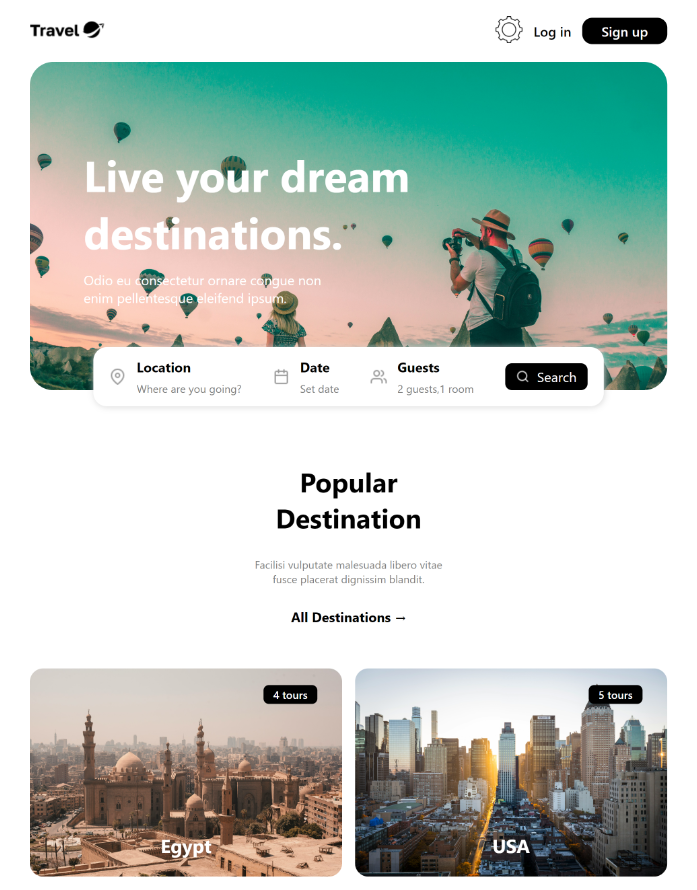 Travel
Log in
Sign up
Live your dream
destinations.
Odio eu consectetur ornare congue non
enim pellentesque eleifend ipsum.
Location
Where are you going?
Date
Set date
Guests
2 guests,1 room
Search
Popular
Destination
Facilisi vulputate malesuada libero vitae
fusce placerat dignissim blandit.
All Destinations →
4 tours
Egypt
5 tours
USA